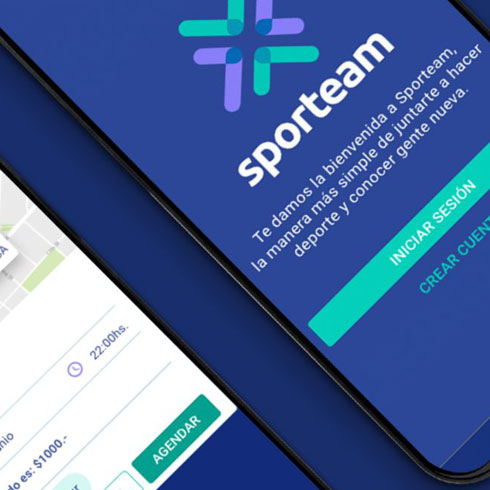 sporteam
Te damos la bienvenida a Sporteam,
la manera más simple de juntarte a hacer
deporte y conocer gente nueva.
INICIAR SESIÓN
22:00hs.
$1000.-
AGENDAR